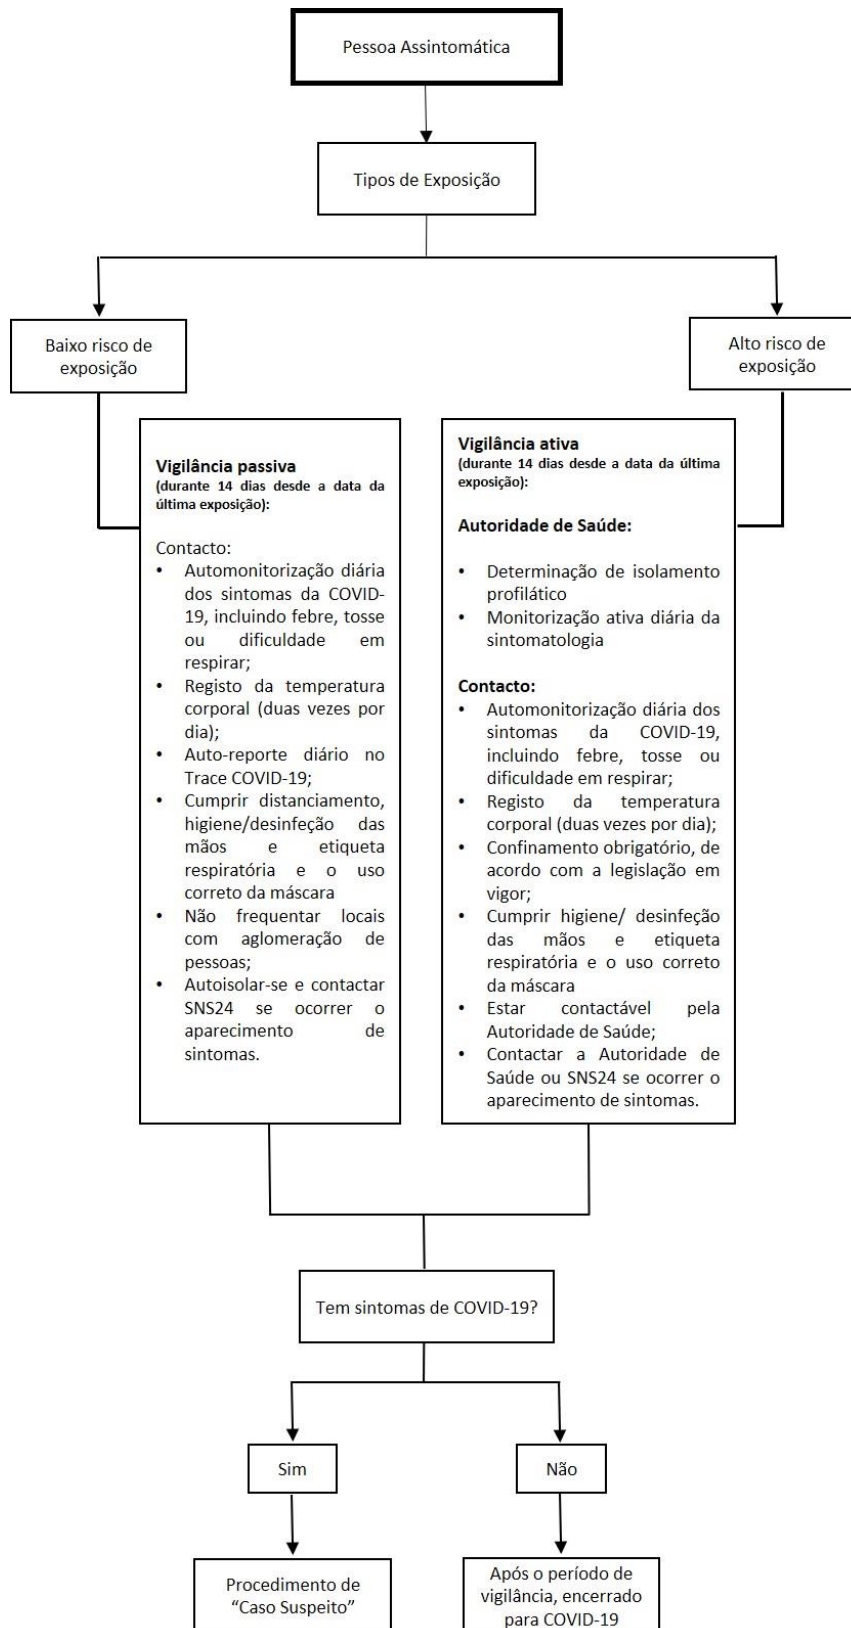 Pessoa Assintomática
Tipos de Exposição
Baixo risco de
exposição
Alto risco de
exposição
Vigilância passiva
(durante 14 dias desde a data da
última exposição):
Contacto:
• Automonitorização diária
dos sintomas da COVID-
19, incluindo febre, tosse
ou dificuldade em
respirar;
• Registo da temperatura
corporal (duas vezes por
dia);
• Auto-reporte diário no
Trace COVID-19;
• Cumprir distanciamento,
higiene/desinfeção das
mãos e etiqueta
respiratória e o uso
correto da máscara
• Não frequentar locais
com aglomeração de
pessoas;
• Autoisolar-se e contactar
SNS24 se ocorrer o
aparecimento de
sintomas.
Vigilância ativa
(durante 14 dias desde a data da última
exposição):
Autoridade de Saúde:
• Determinação de isolamento
profilático
• Monitorização ativa diária da
sintomatologia
Contacto:
• Automonitorização diária dos
sintomas da COVID-19,
incluindo febre, tosse ou
dificuldade em respirar;
• Registo da temperatura
corporal (duas vezes por dia);
• Confinamento obrigatório, de
acordo com a legislação em
vigor;
• Cumprir higiene/ desinfeção
das mãos e etiqueta
respiratória e o uso correto
da máscara
• Estar contactável pela
Autoridade de Saúde;
• Contactar a Autoridade de
Saúde ou SNS24 se ocorrer o
aparecimento de sintomas.
Tem sintomas de COVID-19?
Sim
Não
Procedimento de
“Caso Suspeito”
Após o período de
vigilância, encerrado
para COVID-19